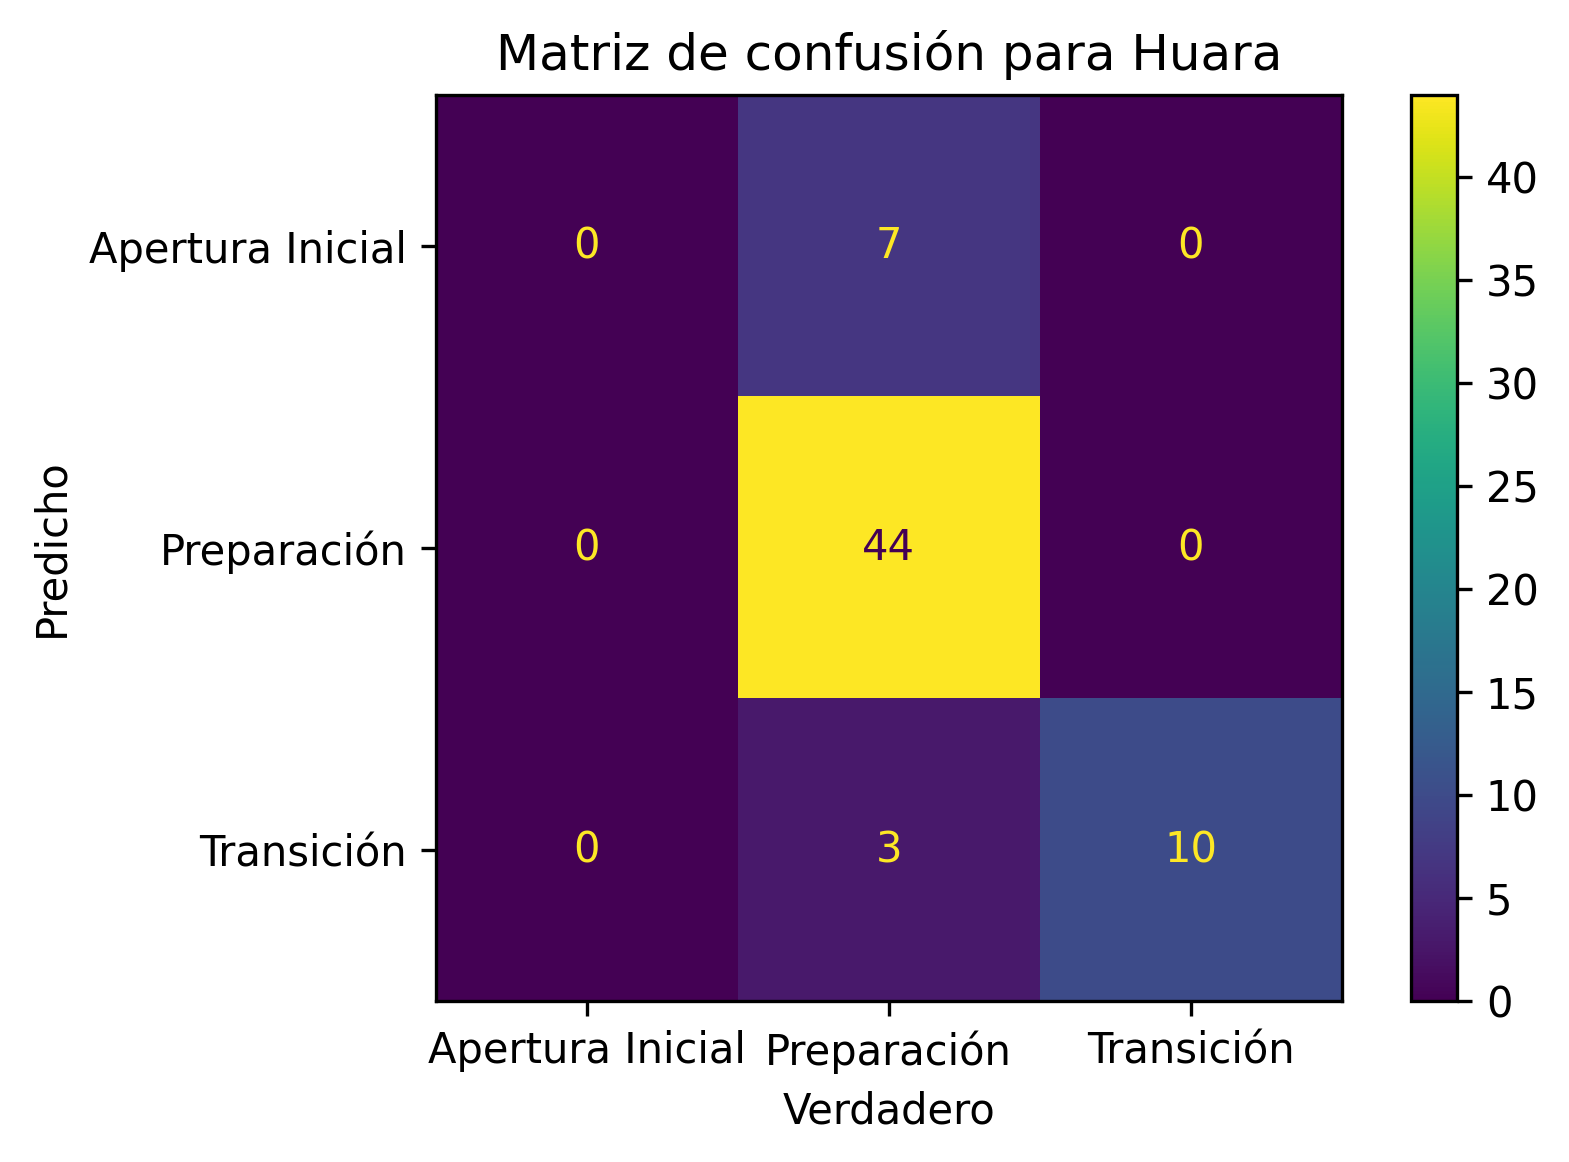 Matriz de confusión para Huara
Predicho
Apertura Inicial
Preparación
Transición
0 7 0
0 44 0
0 3 10
Apertura Inicial Preparación Transición
Verdadero
40
35
30
25
20
15
10
5
0